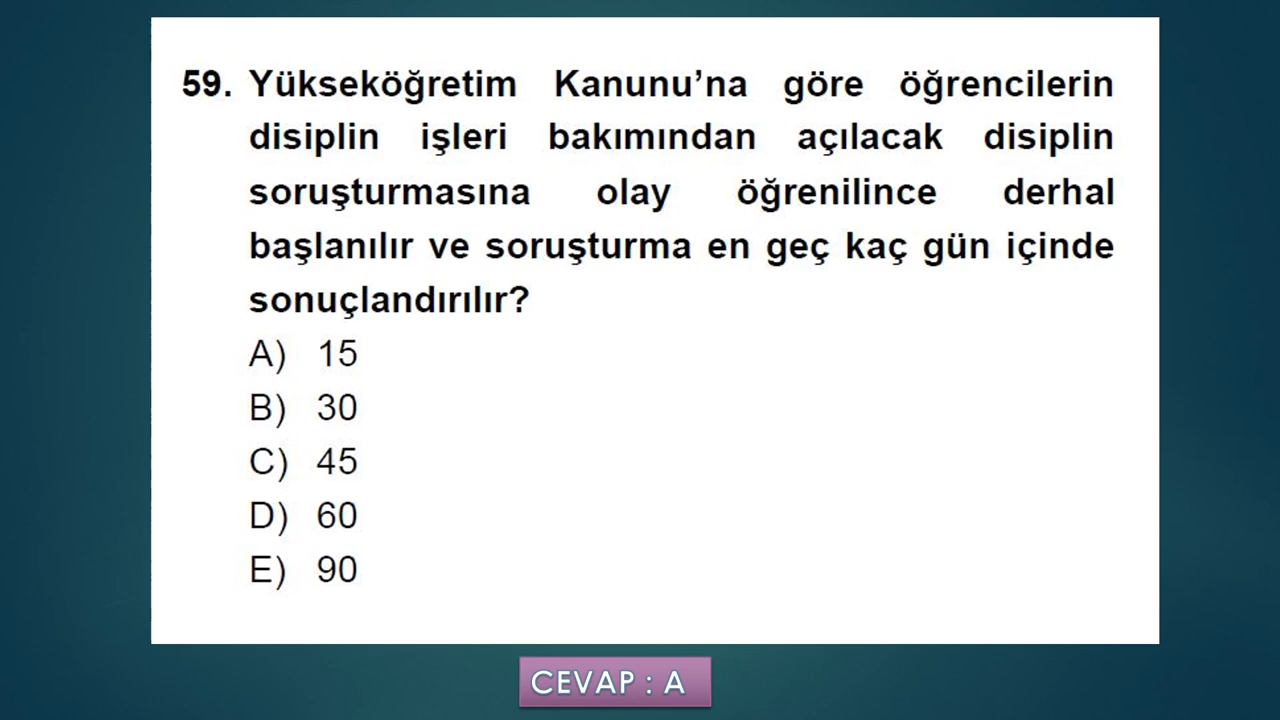 59. Yükseköğretim Kanunu’na göre öğrencilerin
disiplin işleri bakımından açılacak disiplin
soruşturmasına olay öğrenilince derhal
başlanılır ve soruşturma en geç kaç gün içinde
sonuçlandırılır?
A) 15
B) 30
C) 45
D) 60
E) 90
CEVAP : A